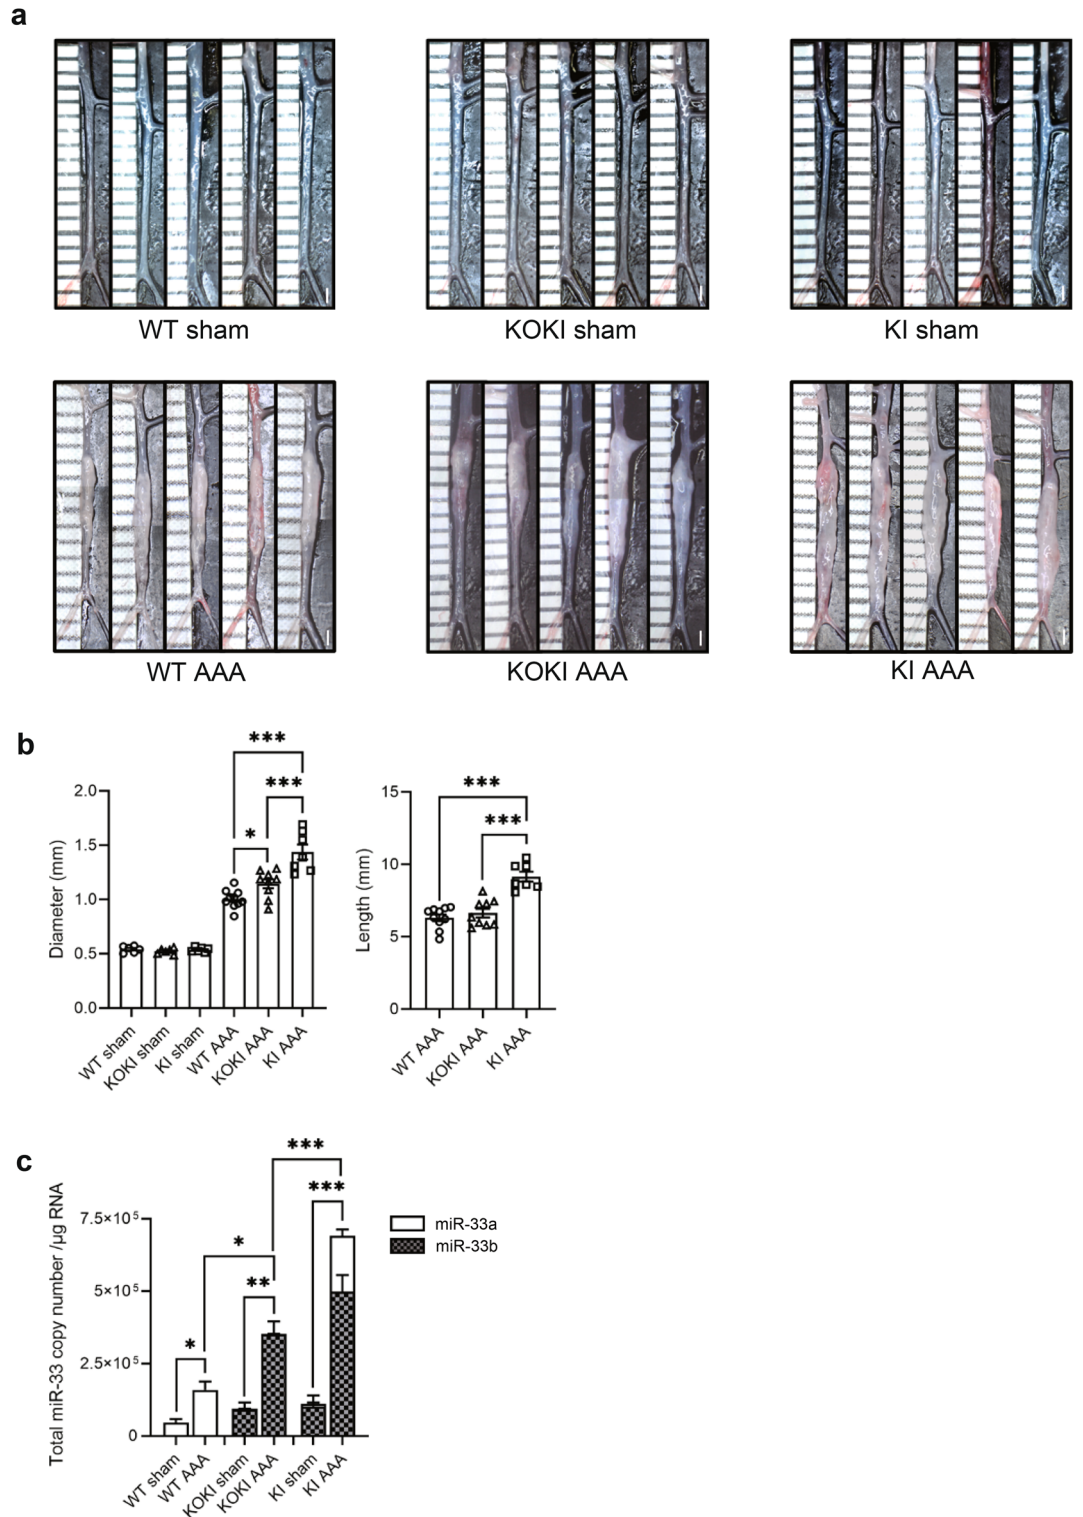 a
WT sham
KOKI sham
KI sham
WT AAA
KOKI AAA
KI AAA
b
Diameter (mm)
2.0
1.5
1.0
0.5
0.0
***
***
*
WT sham
KOKI sham
KI sham
WT AAA
KOKI AAA
KI AAA
Length (mm)
15
10
5
0
***
***
WT AAA
KOKI AAA
KI AAA
c
Total miR-33 copy number /µg RNA
7.5×10⁵
5×10⁵
2.5×10⁵
0
***
***
*
**
*
WT sham
WT AAA
KOKI sham
KOKI AAA
KI sham
KI AAA
miR-33a
miR-33b